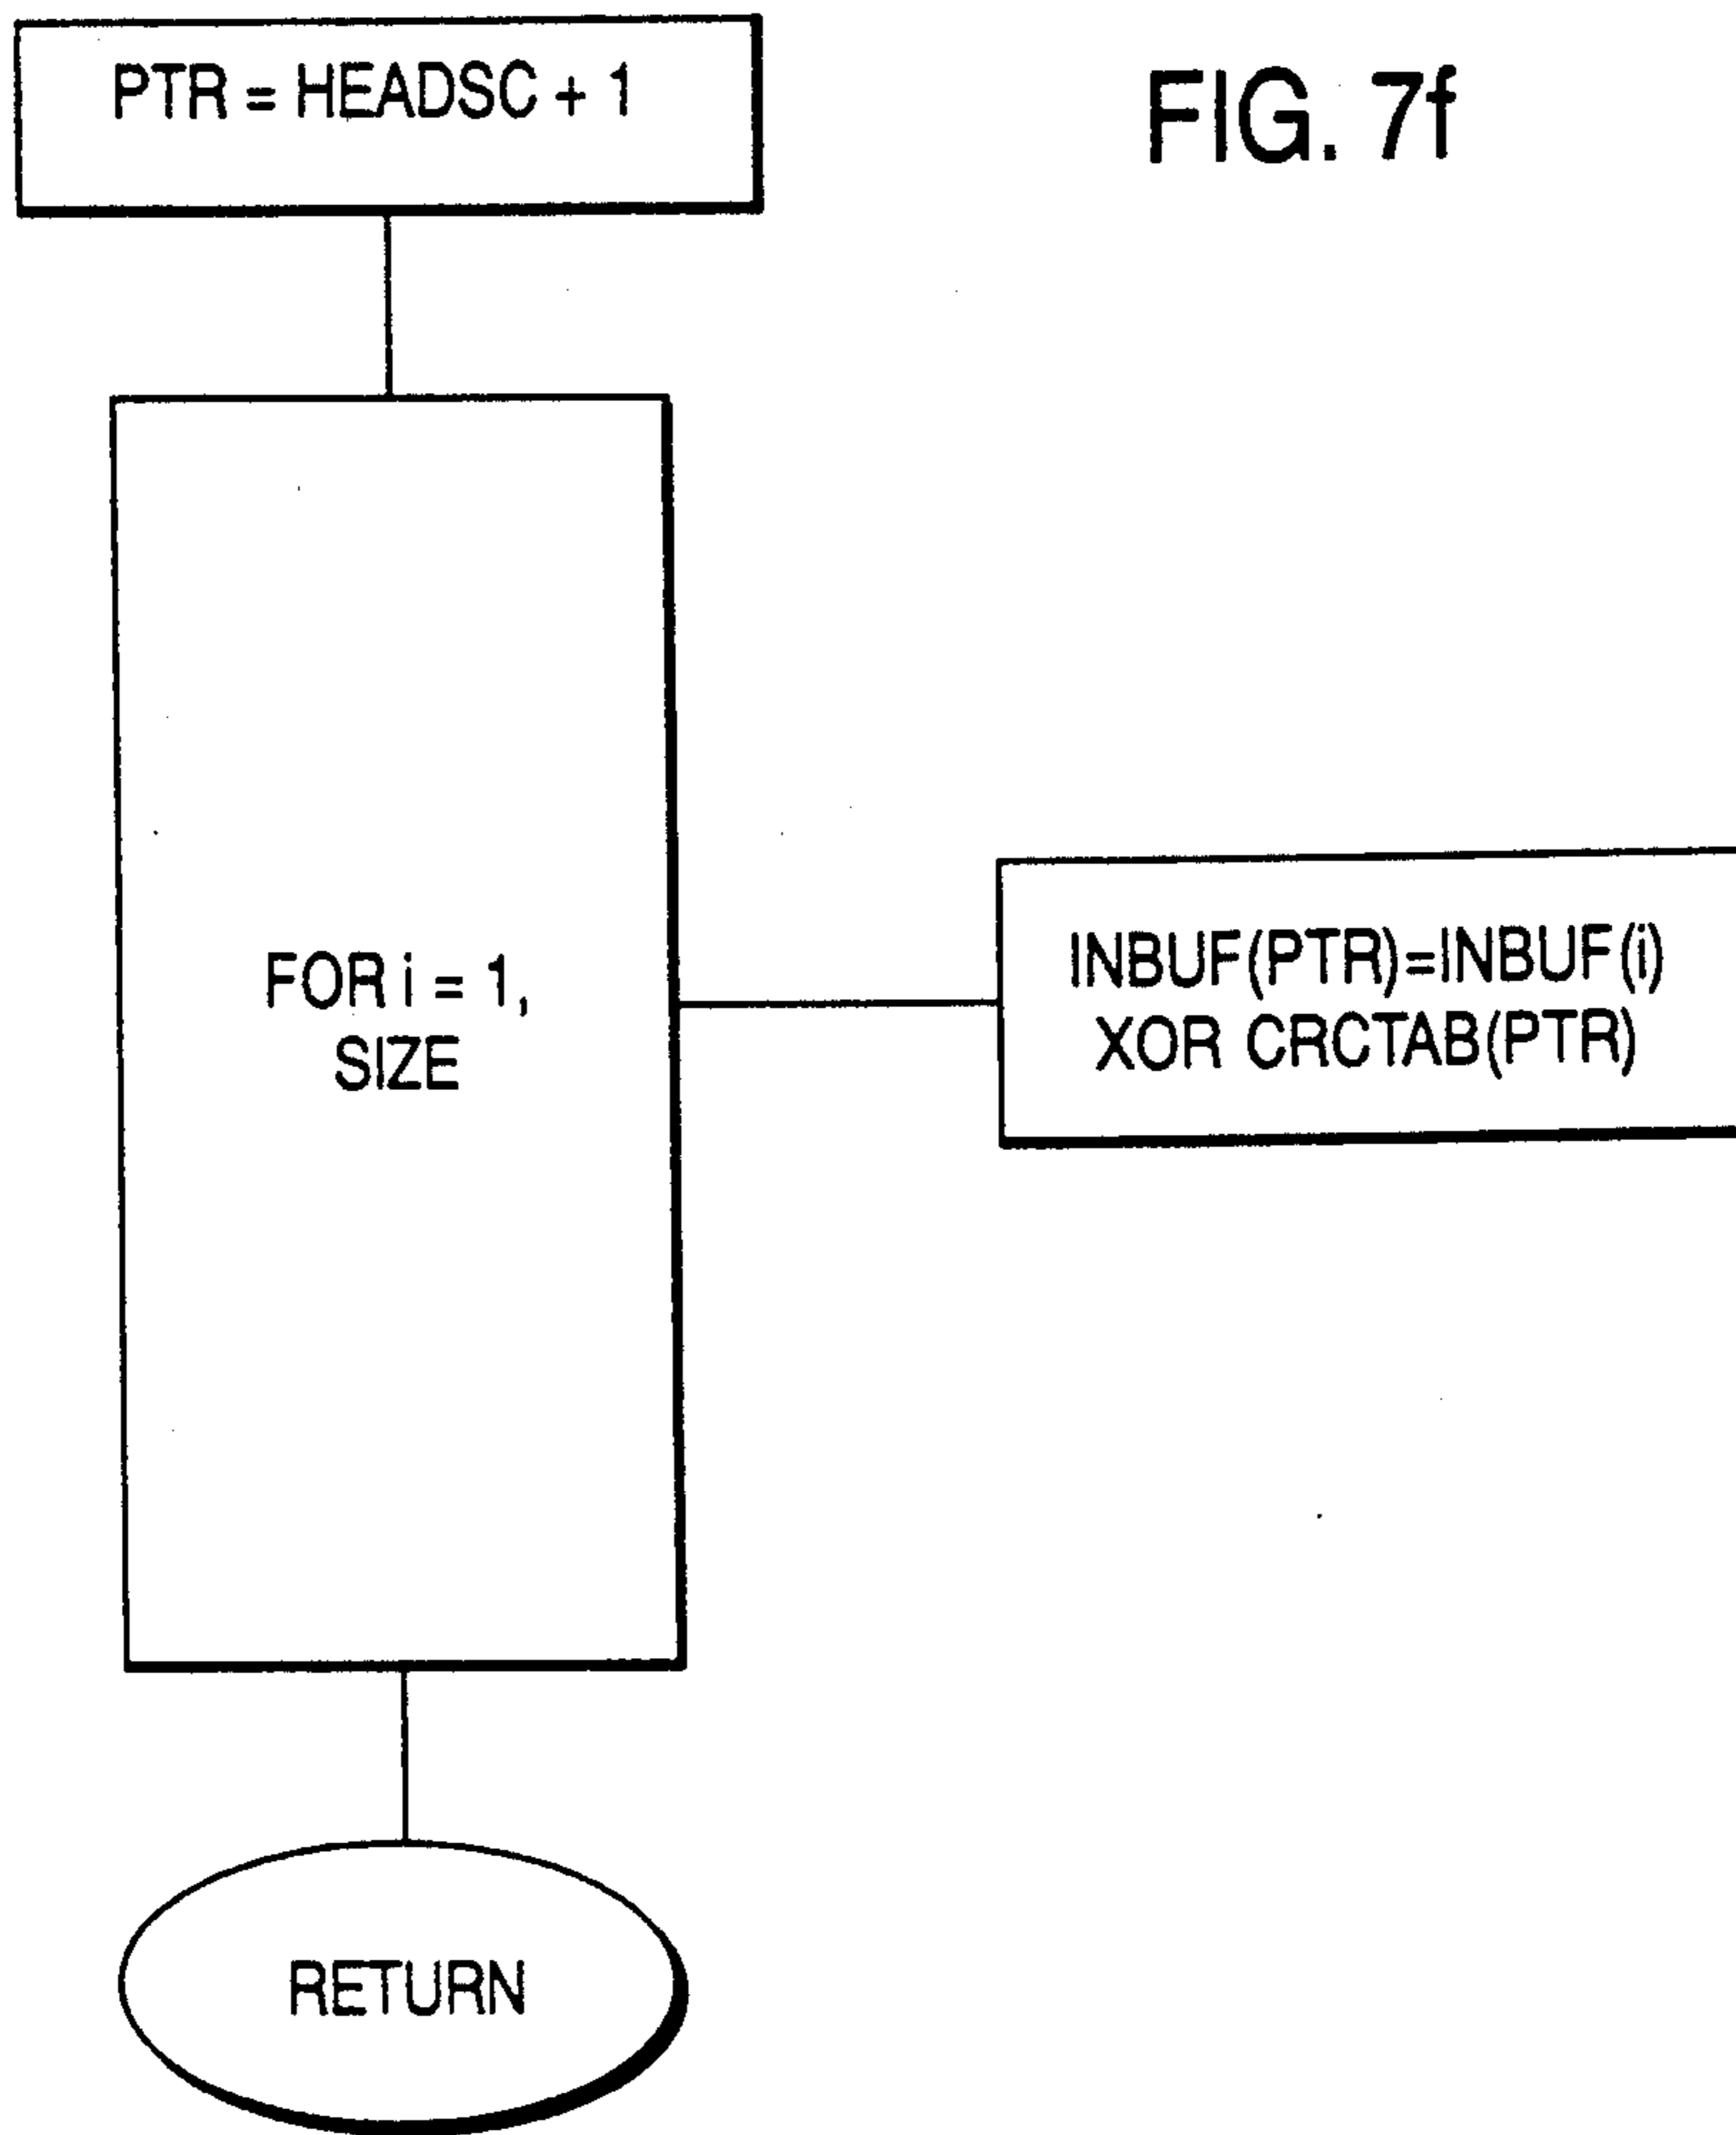 PTR = HEADSC + 1
FIG. 7f
FOR i = 1,
SIZE
INBUF(PTR)=INBUF(i)
XOR CRCTAB(PTR)
RETURN